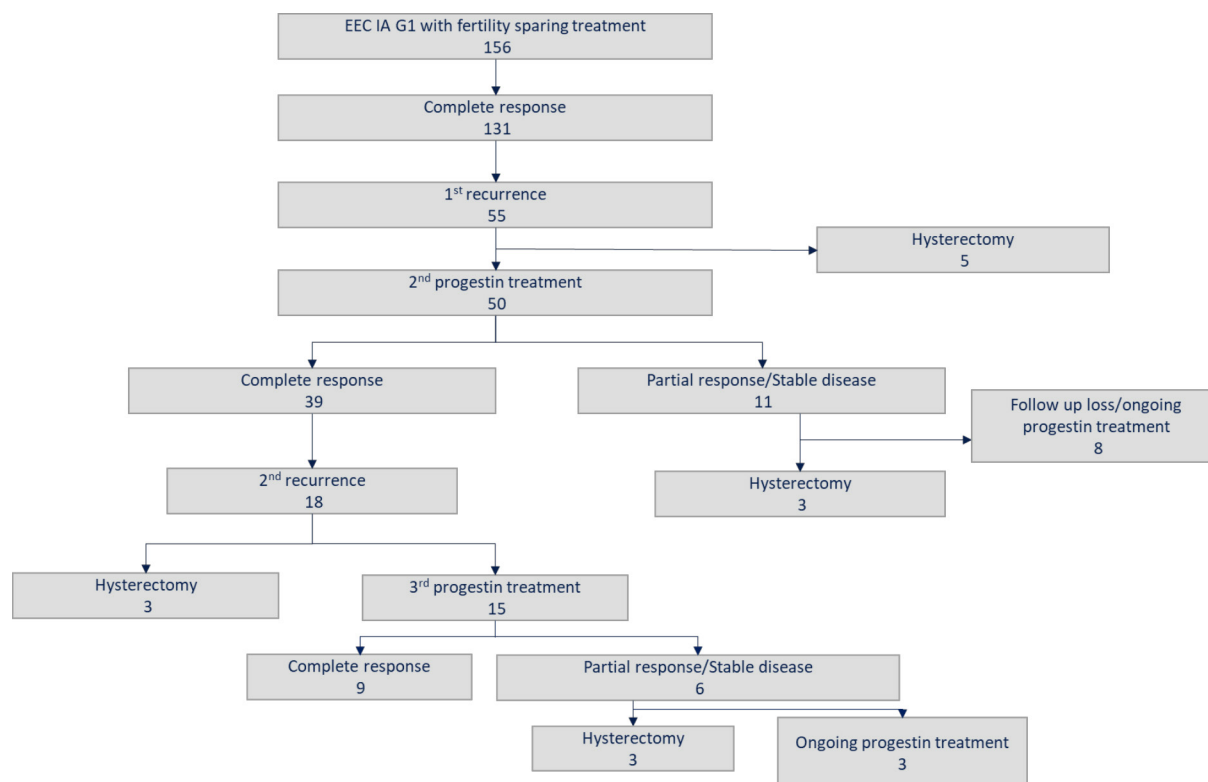 EEC IA G1 with fertility sparing treatment
156
Complete response
131
1st recurrence
55
Hysterectomy
5
2nd progestin treatment
50
Complete response
39
Partial response/Stable disease
11
Follow up loss/ongoing
progestin treatment
8
2nd recurrence
18
Hysterectomy
3
Hysterectomy
3
3rd progestin treatment
15
Complete response
9
Partial response/Stable disease
6
Hysterectomy
3
Ongoing progestin treatment
3